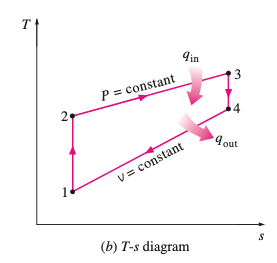 T
q_in
3
P = constant
4
2
q_out
v = constant
1
s
(b) T-s diagram